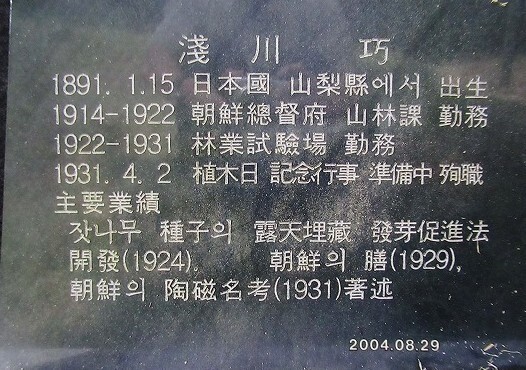 淺川 巧
1891. 1.15 日本國 山梨縣에서 出生
1914-1922 朝鮮總督府 山林課 勤務
1922-1931 林業試驗場 勤務
1931. 4. 2 植木日 記念行事 準備中 殉職
主要業績
잣나무 種子의 露天埋藏 發芽促進法
開發(1924), 朝鮮의 膳(1929),
朝鮮의 陶磁名考(1931)著述
2004.08.29